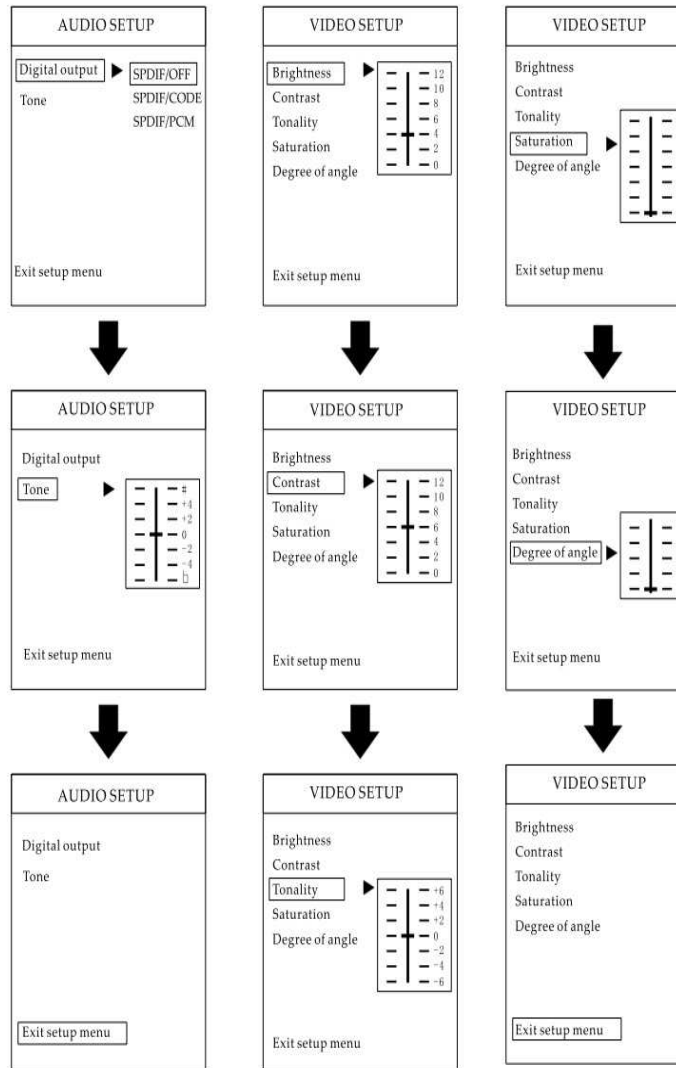 AUDIO SETUP
Digital output
SPDIF/OFF
Tone
SPDIF/CODE
SPDIF/PCM
Exit setup menu
AUDIO SETUP
Digital output
Tone
#
+4
+2
0
-2
-4
Exit setup menu
AUDIO SETUP
Digital output
Tone
Exit setup menu
VIDEO SETUP
Brightness
Contrast
Tonality
Saturation
Degree of angle
12
10
8
6
4
2
0
Exit setup menu
VIDEO SETUP
Brightness
Contrast
Tonality
Saturation
Degree of angle
12
10
8
6
4
2
0
Exit setup menu
VIDEO SETUP
Brightness
Contrast
Tonality
Saturation
Degree of angle
+6
+4
+2
0
-2
-4
-6
Exit setup menu
VIDEO SETUP
Brightness
Contrast
Tonality
Saturation
Degree of angle
Exit setup menu
VIDEO SETUP
Brightness
Contrast
Tonality
Saturation
Degree of angle
Exit setup menu
VIDEO SETUP
Brightness
Contrast
Tonality
Saturation
Degree of angle
Exit setup menu